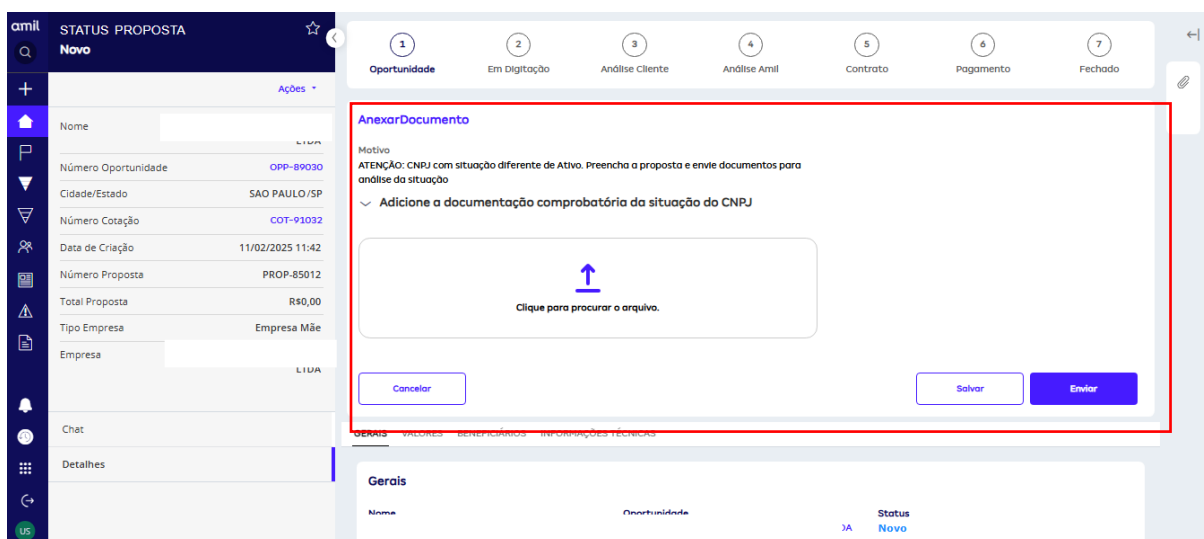 amil
STATUS PROPOSTA
Novo
Ações
Nome
LTDA
Número Oportunidade OPP-89030
Cidade/Estado SAO PAULO/SP
Número Cotação COT-91032
Data de Criação 11/02/2025 11:42
Número Proposta PROP-85012
Total Proposta R$0,00
Tipo Empresa Empresa Mãe
Empresa
LTDA
Chat
Detalhes
US
1 2 3 4 5 6 7
Oportunidade Em Digitação Análise Cliente Análise Amil Contrato Pagamento Fechado
AnexarDocumento
Motivo
ATENÇÃO: CNPJ com situação diferente de Ativo. Preencha a proposta e envie documentos para
análise da situação
Adicione a documentação comprobatória da situação do CNPJ
Clique para procurar o arquivo.
Cancelar Salvar Enviar
GERAIS VALORES BENEFICIÁRIOS INFORMAÇÕES TÉCNICAS
Gerais
Nome Oportunidade Status
DA Novo